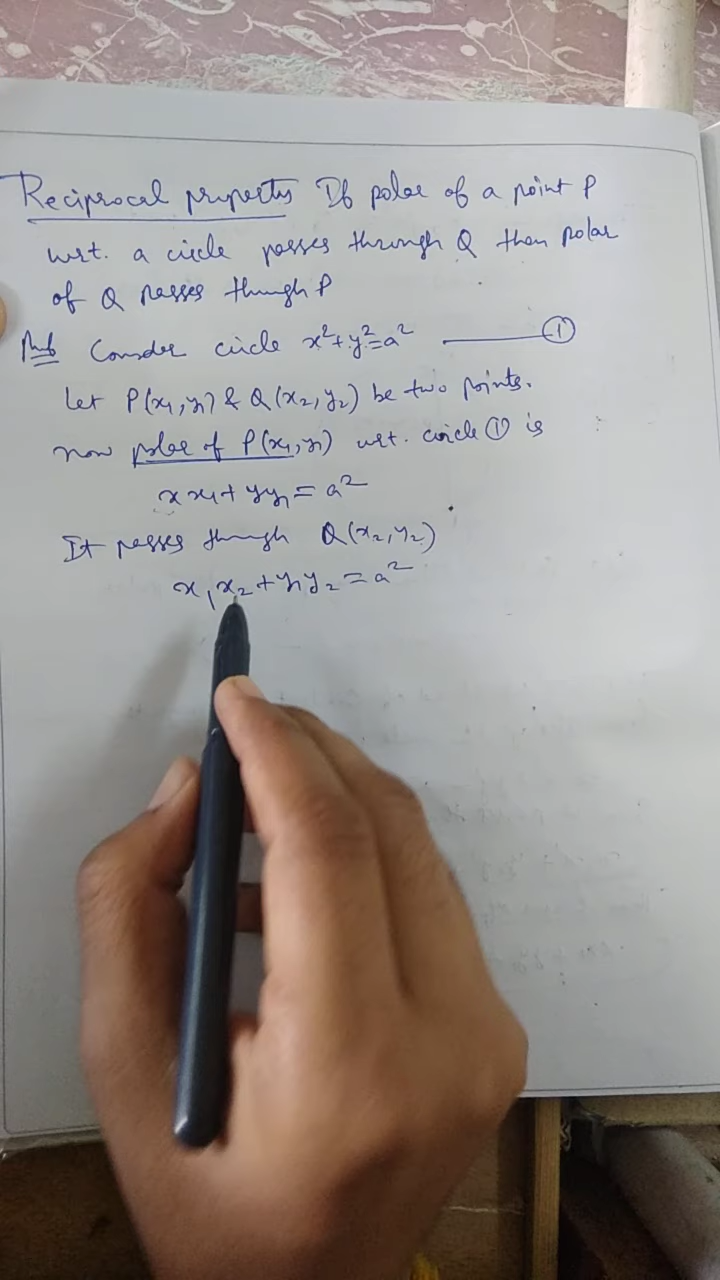 Reciprocal property If polar of a point P
wrt. a circle passes through Q then polar
of Q passes through P
Proof Consider circle x²+y²=a² ——— ①
Let P(x₁,y₁) & Q(x₂,y₂) be two points.
now polar of P(x₁,y₁) wrt. circle ① is
xx₁+yy₁=a²
It passes through Q(x₂,y₂)
x₁x₂+y₁y₂=a²